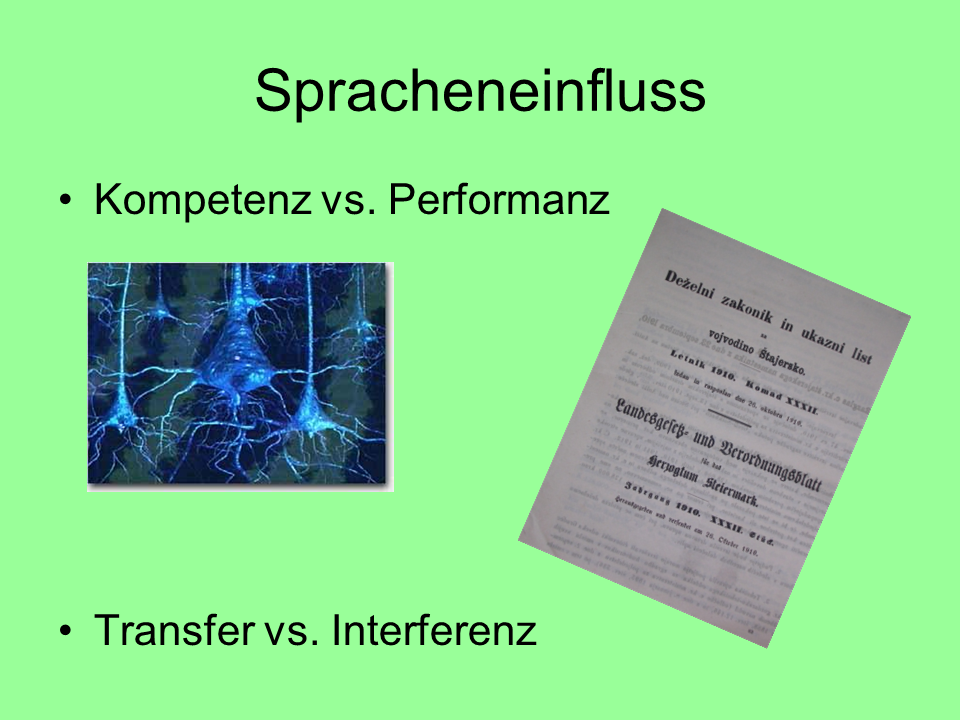 Spracheneinfluss
• Kompetenz vs. Performanz
Deželni zakonik in ukazni list
za
vojvodino Štajersko.
Letnik 1910. Komad XXXII.
Izdan in razposlan dne 20. oktobra 1910.
Landesgesetz- und Verordnungsblatt
für das
Herzogtum Steiermark.
Jahrgang 1910. XXXII. Stück.
Herausgegeben und versendet am 20. Oktober 1910.
• Transfer vs. Interferenz